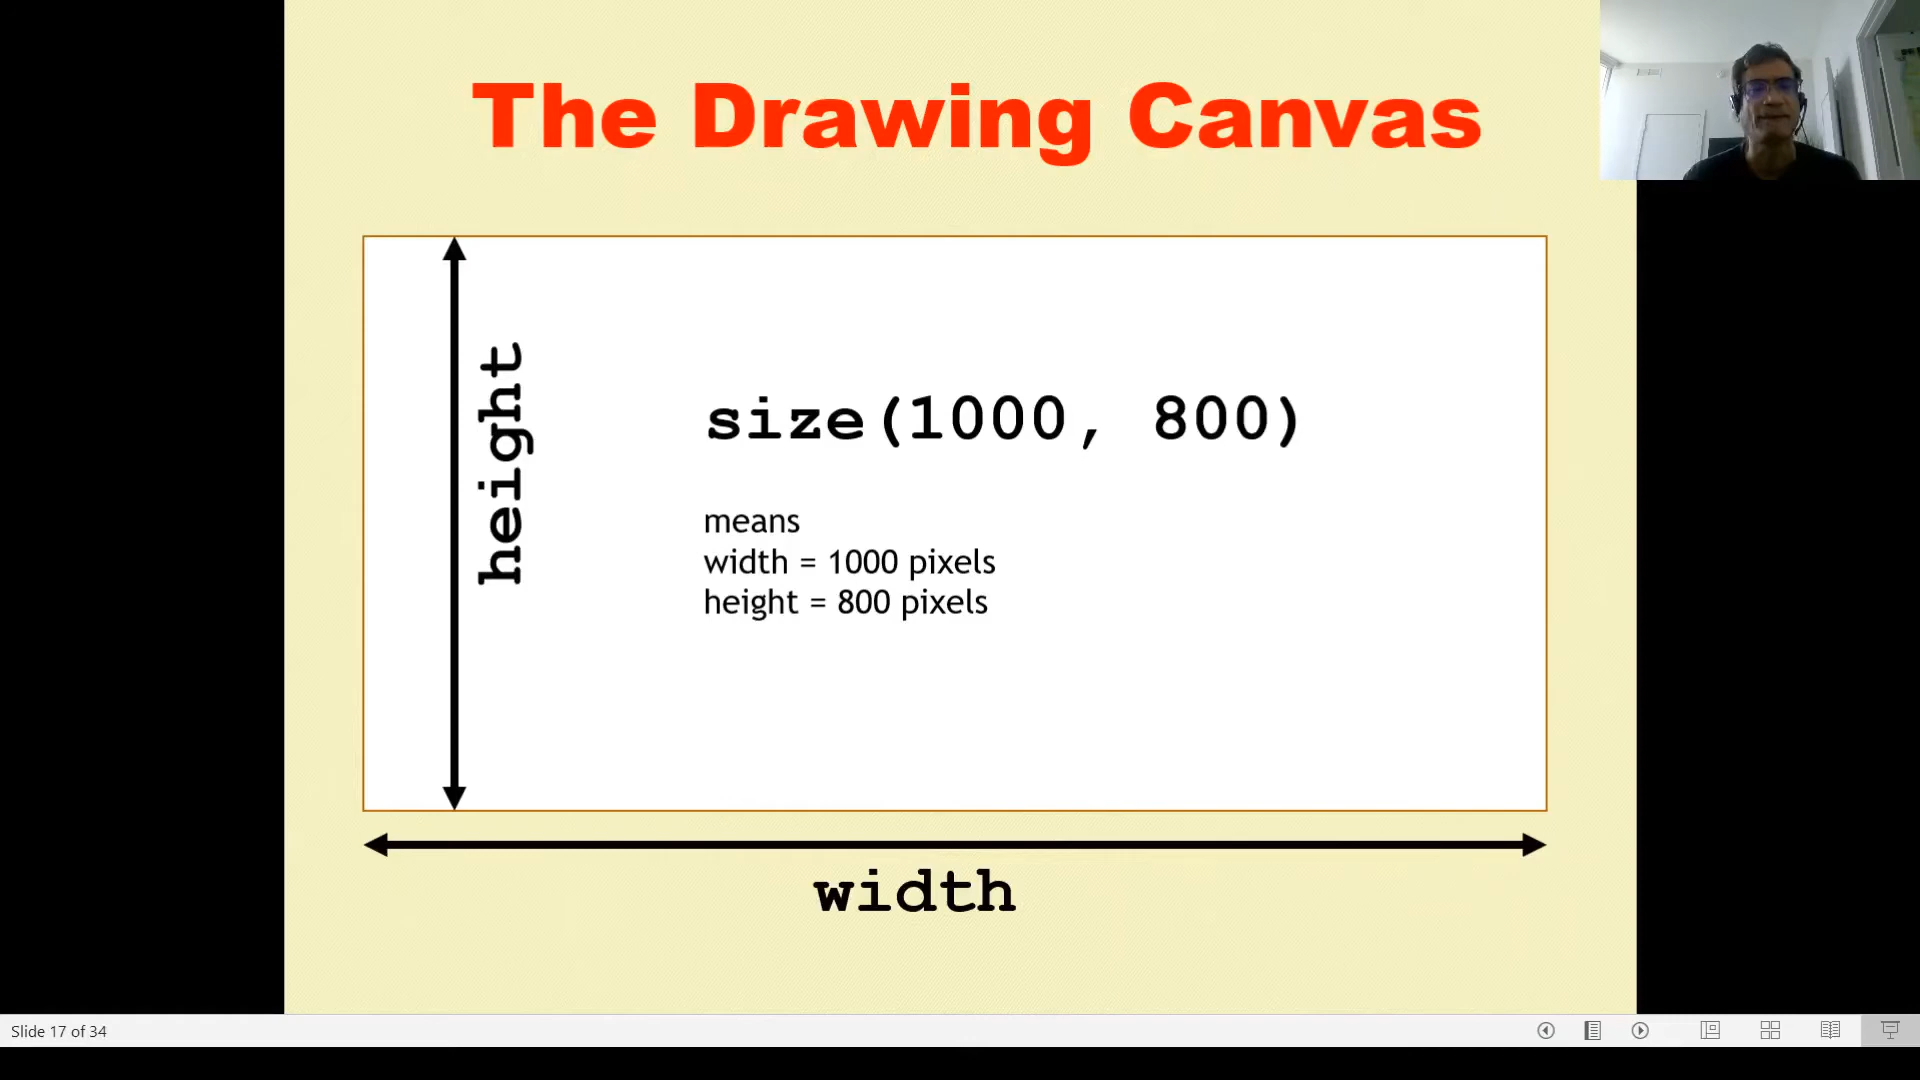 The Drawing Canvas
height
size(1000, 800)
means
width = 1000 pixels
height = 800 pixels
width
Slide 17 of 34